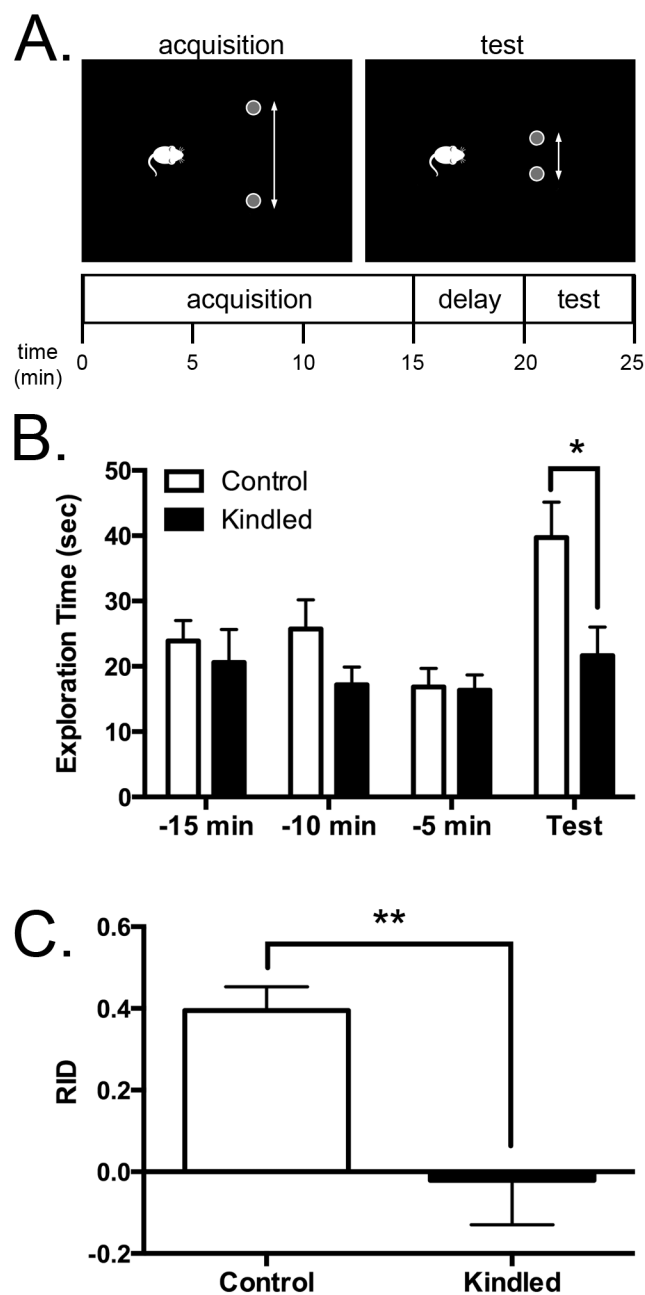 A.
acquisition test
acquisition delay test
time (min)
0 5 10 15 20 25
B.
Exploration Time (sec)
50
40
30
20
10
0
Control
Kindled
*
-15 min -10 min -5 min Test
C.
RID
0.6
0.4
0.2
0.0
-0.2
**
Control Kindled